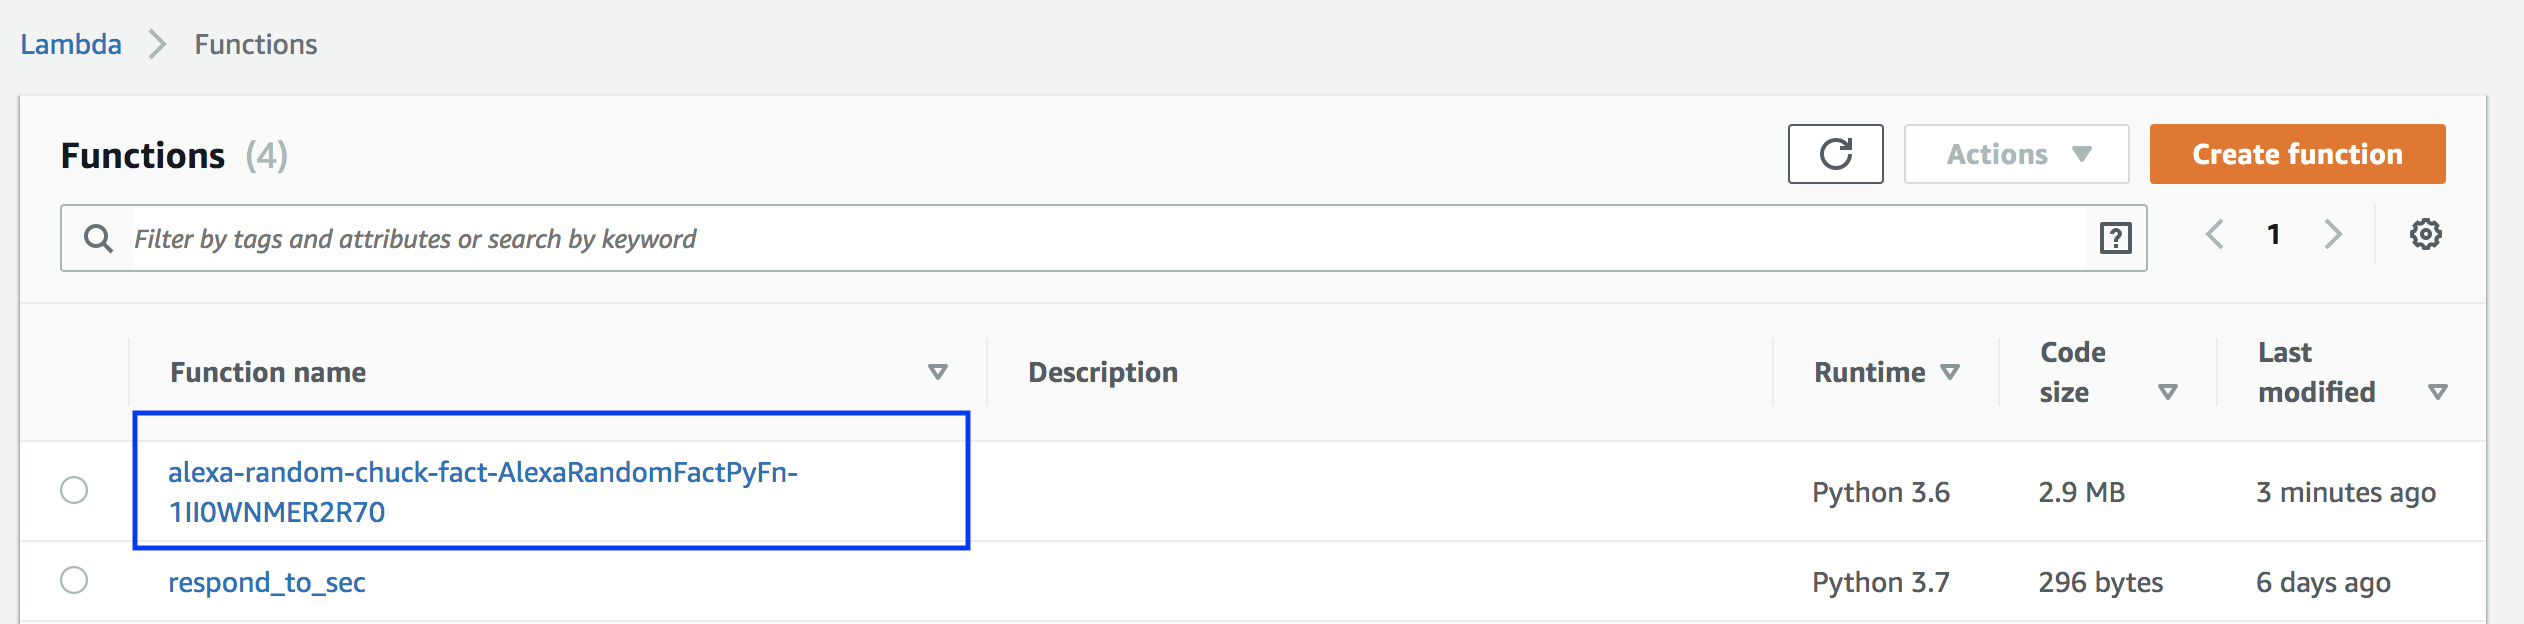 Lambda > Functions
Functions (4)
Actions
Create function
Filter by tags and attributes or search by keyword
?
1
Function name
Description
Runtime
Code size
Last modified
alexa-random-chuck-fact-AlexaRandomFactPyFn-
1II0WNMER2R70
Python 3.6
2.9 MB
3 minutes ago
respond_to_sec
Python 3.7
296 bytes
6 days ago